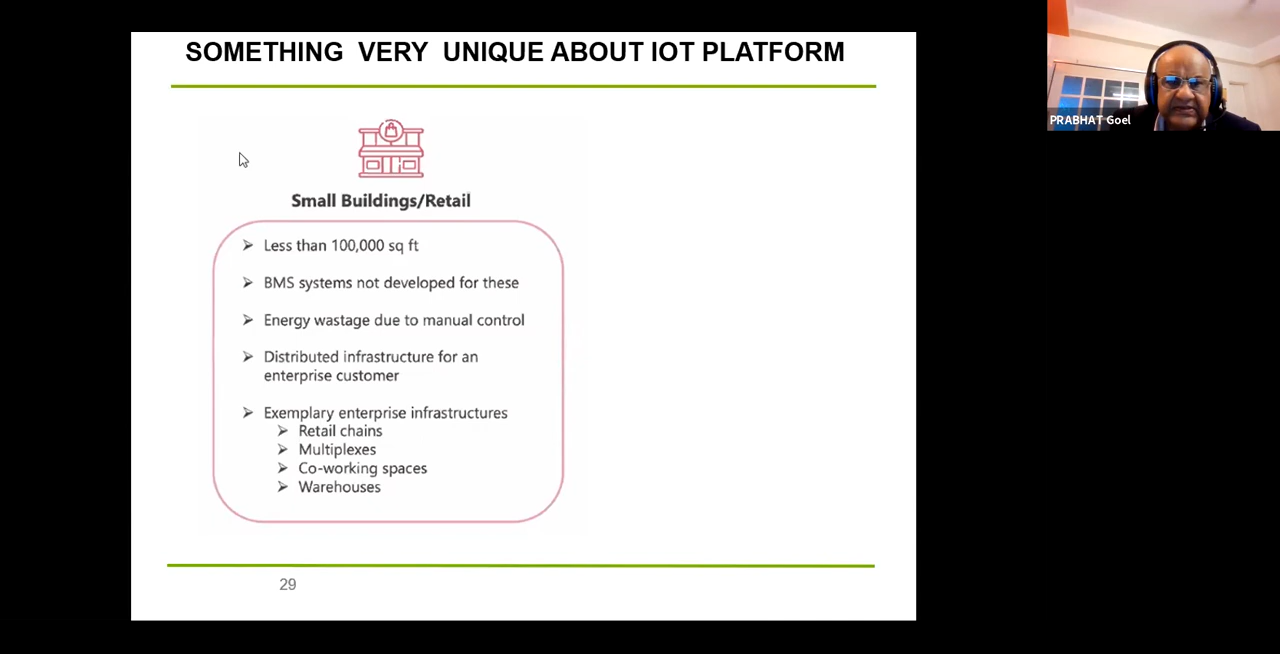 SOMETHING VERY UNIQUE ABOUT IOT PLATFORM
PRABHAT Goel
Small Buildings/Retail
➢ Less than 100,000 sq ft
➢ BMS systems not developed for these
➢ Energy wastage due to manual control
➢ Distributed infrastructure for an
enterprise customer
➢ Exemplary enterprise infrastructures
➢ Retail chains
➢ Multiplexes
➢ Co-working spaces
➢ Warehouses
29